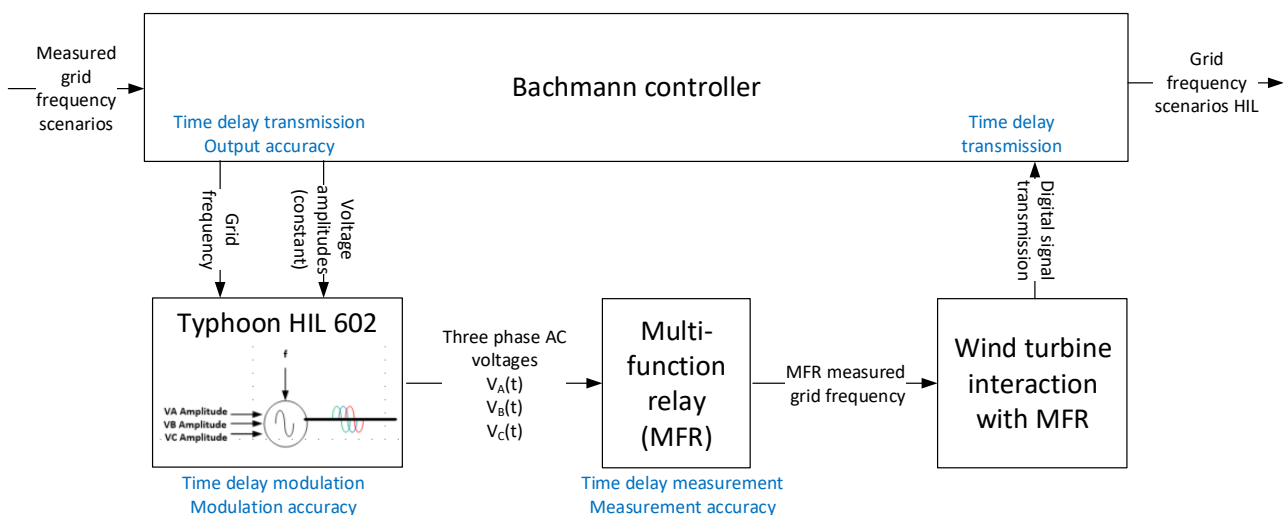 Measured
grid
frequency
scenarios
Bachmann controller
Grid
frequency
scenarios HIL
Time delay transmission
Output accuracy
Time delay
transmission
Grid
frequency
Voltage
amplitudes
(constant)
Digital signal
transmission
Typhoon HIL 602
f
VA Amplitude
VB Amplitude
VC Amplitude
Three phase AC
voltages
V_A(t)
V_B(t)
V_C(t)
Multi-
function
relay
(MFR)
MFR measured
grid frequency
Wind turbine
interaction
with MFR
Time delay modulation
Modulation accuracy
Time delay measurement
Measurement accuracy